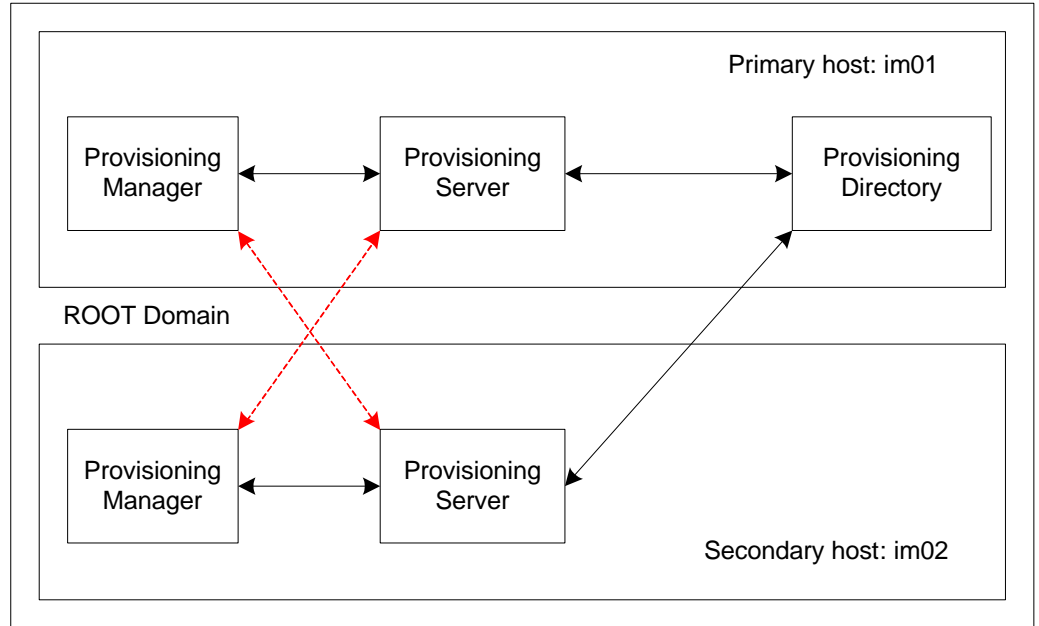 Primary host: im01
Provisioning
Manager
Provisioning
Server
Provisioning
Directory
ROOT Domain
Provisioning
Manager
Provisioning
Server
Secondary host: im02